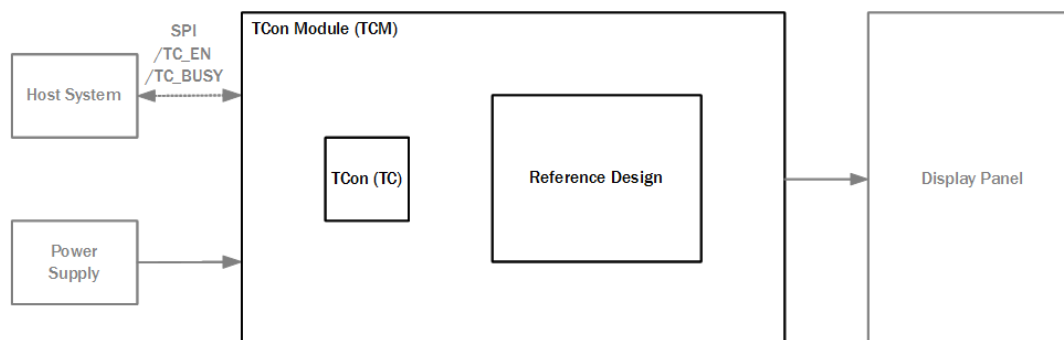 SPI
/TC_EN
/TC_BUSY
Host System
TCon Module (TCM)
TCon (TC)
Reference Design
Display Panel
Power
Supply